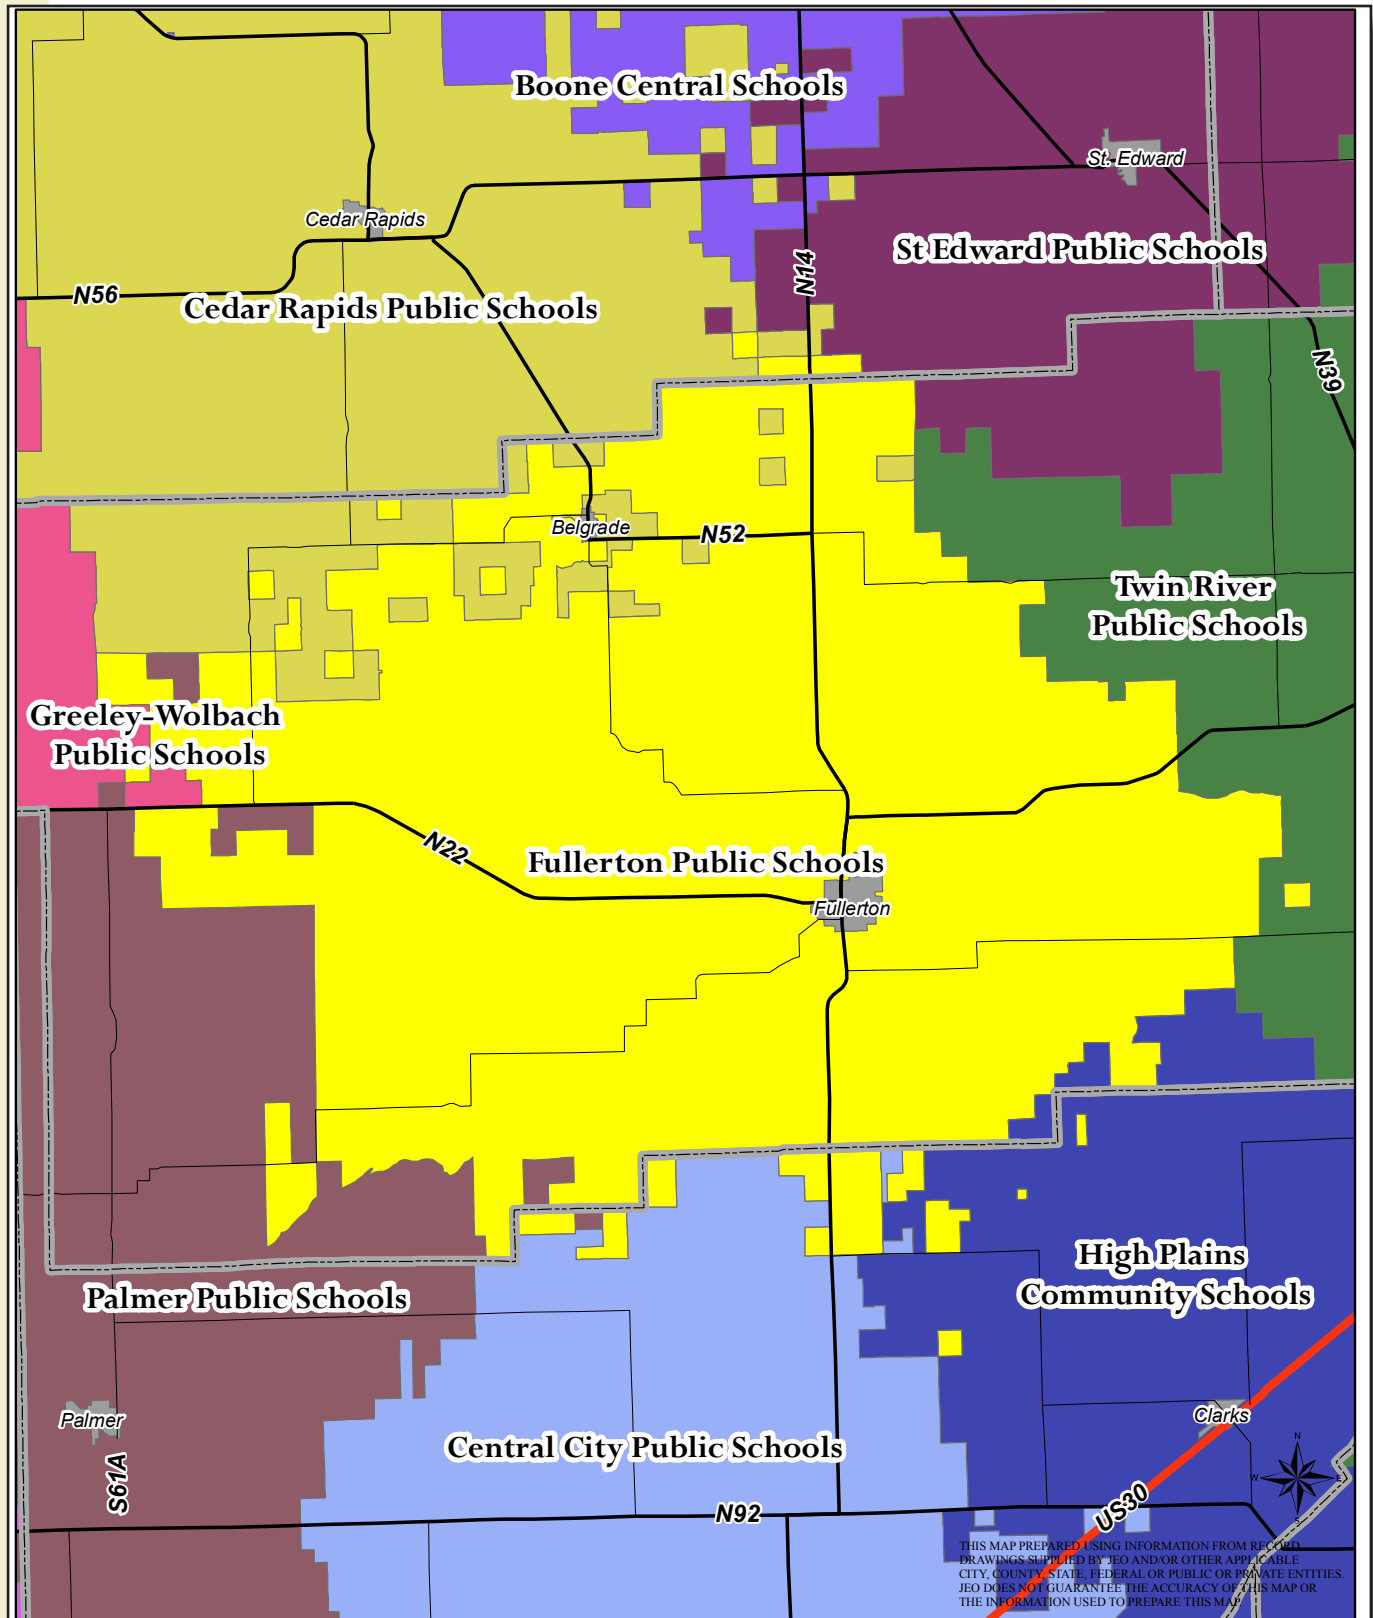 Boone Central Schools
St. Edward
Cedar Rapids
St Edward Public Schools
N14
N56
Cedar Rapids Public Schools
N39
Belgrade
N52
Twin River
Public Schools
Greeley-Wolbach
Public Schools
N22
Fullerton Public Schools
Fullerton
High Plains
Community Schools
Palmer Public Schools
Palmer
Clarks
Central City Public Schools
N
W
E
S
S61A
US30
N92
THIS MAP PREPARED USING INFORMATION FROM RECORD
DRAWINGS SUPPLIED BY JEO AND/OR OTHER APPLICABLE
CITY, COUNTY, STATE, FEDERAL OR PUBLIC OR PRIVATE ENTITIES.
JEO DOES NOT GUARANTEE THE ACCURACY OF THIS MAP OR
THE INFORMATION USED TO PREPARE THIS MAP.